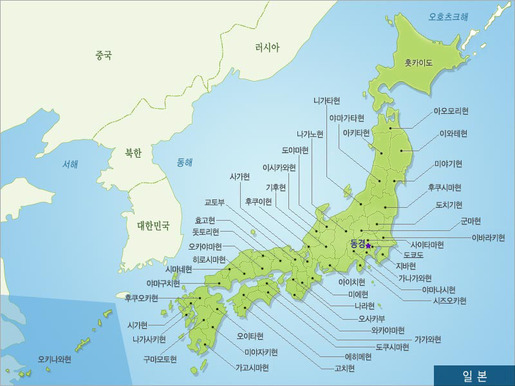 오호츠크해
중국
러시아
홋카이도
니가타현
야마가타현
아키타현
나가노현
도야마현
이시카와현
기후현
후쿠이현
사가현
교토부
효고현
돗토리현
오카야마현
히로시마현
시마네현
야마구치현
후쿠오카현
아오모리현
이와테현
미야기현
후쿠시마현
도치기현
군마현
이바라키현
사이타마현
동경
도쿄도
지바현
가나가와현
야마나시현
시즈오카현
아이치현
미에현
나라현
오사카부
와카야마현
가가와현
도쿠시마현
에히메현
고치현
오이타현
미야자키현
가고시마현
시가현
나가사키현
구마모토현
오키나와현
서해
북한
동해
대한민국
일 본